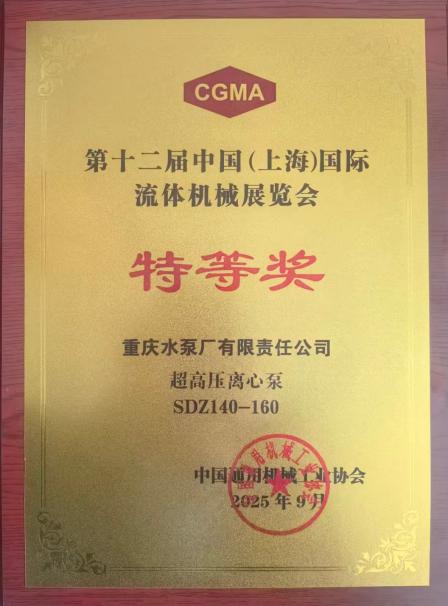 CGMA
第十二届中国(上海)国际
流体机械展览会
特等奖
重庆水泵厂有限责任公司
超高压离心泵
SDZ140-160
中国通用机械工业协会
2025年9月